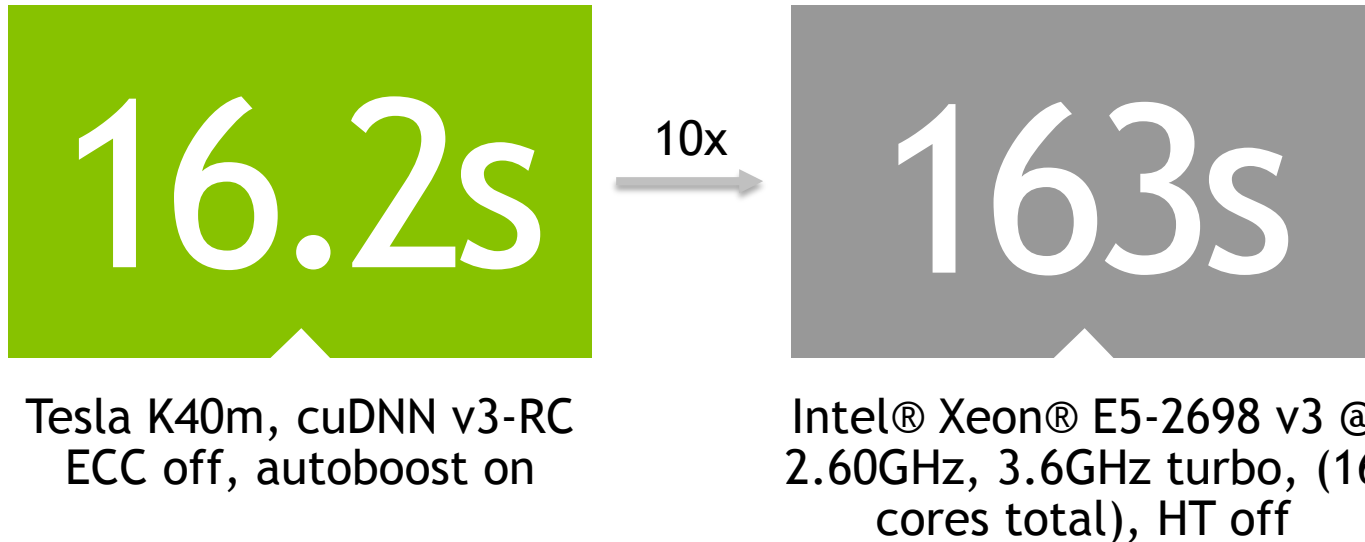 16.2s
10x
163s
Tesla K40m, cuDNN v3-RC
ECC off, autoboost on
Intel® Xeon® E5-2698 v3 @
2.60GHz, 3.6GHz turbo, (16
cores total), HT off